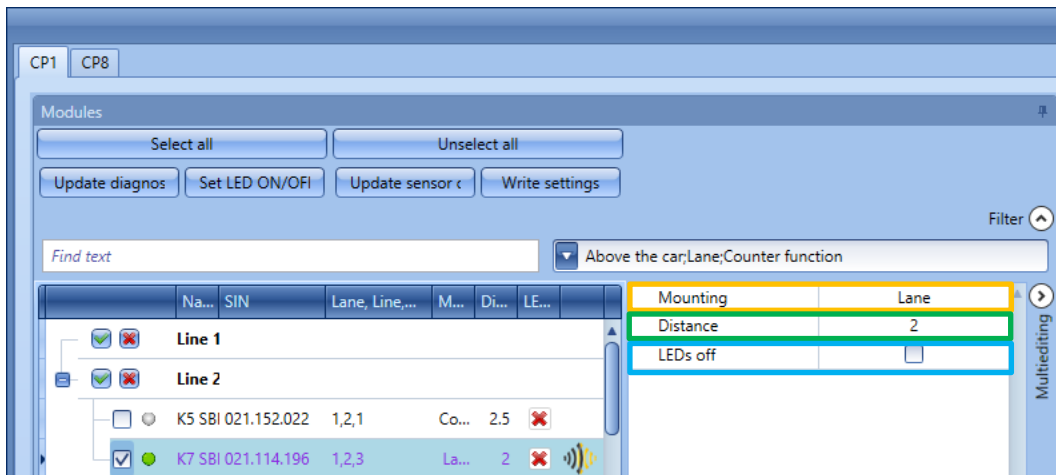 CP1 CP8
Modules
Select all Unselect all
Update diagnos Set LED ON/OFI Update sensor c Write settings
Filter
Find text Above the car;Lane;Counter function
Na... SIN Lane, Line,... M... Di... LE...
Mounting Lane
Distance 2
LEDs off
Multiediting
Line 1
Line 2
K5 SBI 021.152.022 1,2,1 Co... 2.5
K7 SBI 021.114.196 1,2,3 La... 2